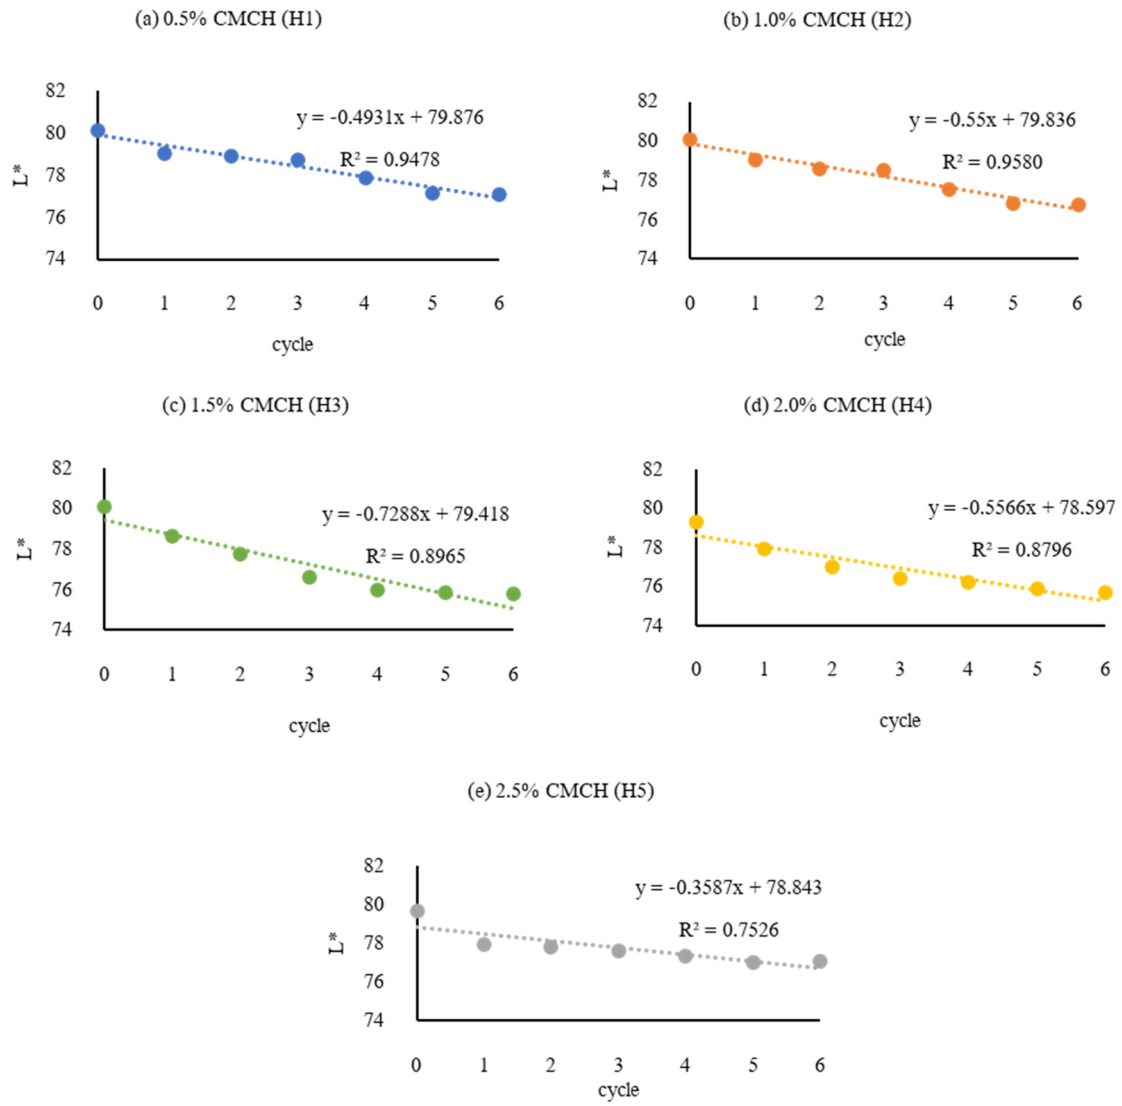 (a) 0.5% CMCH (H1)
82
80
78
76
74
L*
y = -0.4931x + 79.876
R² = 0.9478
0 1 2 3 4 5 6
cycle
(b) 1.0% CMCH (H2)
82
80
78
76
74
L*
y = -0.55x + 79.836
R² = 0.9580
0 1 2 3 4 5 6
cycle
(c) 1.5% CMCH (H3)
82
80
78
76
74
L*
y = -0.7288x + 79.418
R² = 0.8965
0 1 2 3 4 5 6
cycle
(d) 2.0% CMCH (H4)
82
80
78
76
74
L*
y = -0.5566x + 78.597
R² = 0.8796
0 1 2 3 4 5 6
cycle
(e) 2.5% CMCH (H5)
82
80
78
76
74
L*
y = -0.3587x + 78.843
R² = 0.7526
0 1 2 3 4 5 6
cycle